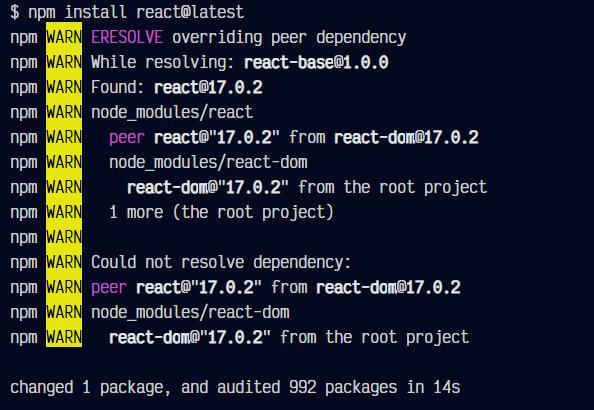 $ npm install react@latest
npm WARN ERESOLVE overriding peer dependency
npm WARN While resolving: react-base@1.0.0
npm WARN Found: react@17.0.2
npm WARN node_modules/react
npm WARN   peer react@"17.0.2" from react-dom@17.0.2
npm WARN   node_modules/react-dom
npm WARN     react-dom@"17.0.2" from the root project
npm WARN   1 more (the root project)
npm WARN
npm WARN Could not resolve dependency:
npm WARN peer react@"17.0.2" from react-dom@17.0.2
npm WARN node_modules/react-dom
npm WARN   react-dom@"17.0.2" from the root project
changed 1 package, and audited 992 packages in 14s